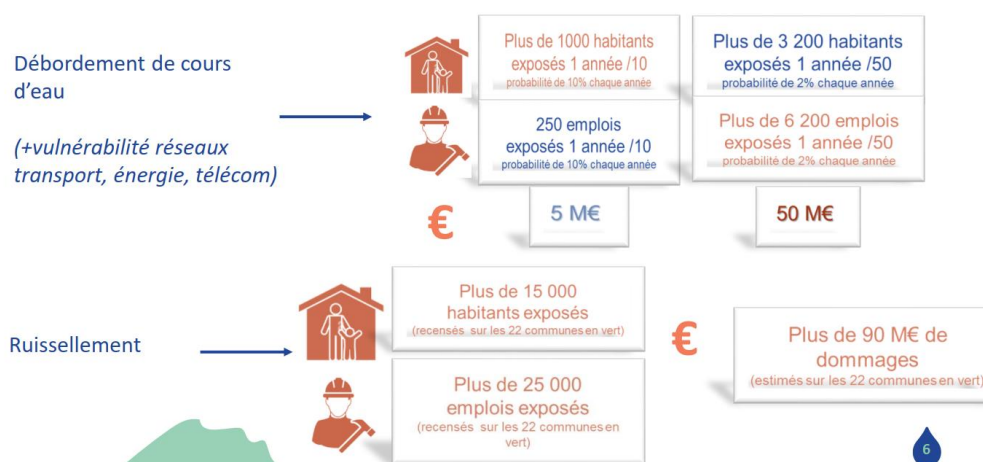 Débordement de cours
d'eau
(+vulnérabilité réseaux
transport, énergie, télécom)
Plus de 1000 habitants
exposés 1 année /10
probabilité de 10% chaque année
Plus de 3 200 habitants
exposés 1 année /50
probabilité de 2% chaque année
250 emplois
exposés 1 année /10
probabilité de 10% chaque année
Plus de 6 200 emplois
exposés 1 année /50
probabilité de 2% chaque année
€
5 M€
50 M€
Ruissellement
Plus de 15 000
habitants exposés
(recensés sur les 22 communes en vert)
Plus de 25 000
emplois exposés
(recensés sur les 22 communes en
vert)
€
Plus de 90 M€ de
dommages
(estimés sur les 22 communes en vert)
6